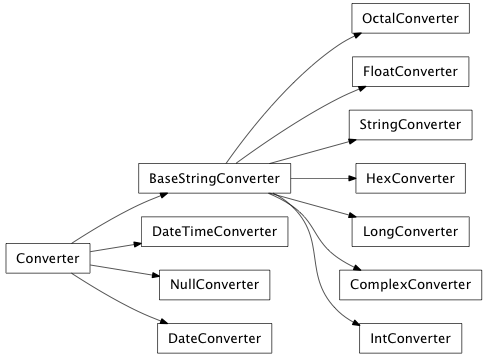 OctalConverter
FloatConverter
StringConverter
BaseStringConverter
HexConverter
DateTimeConverter
LongConverter
Converter
NullConverter
ComplexConverter
DateConverter
IntConverter